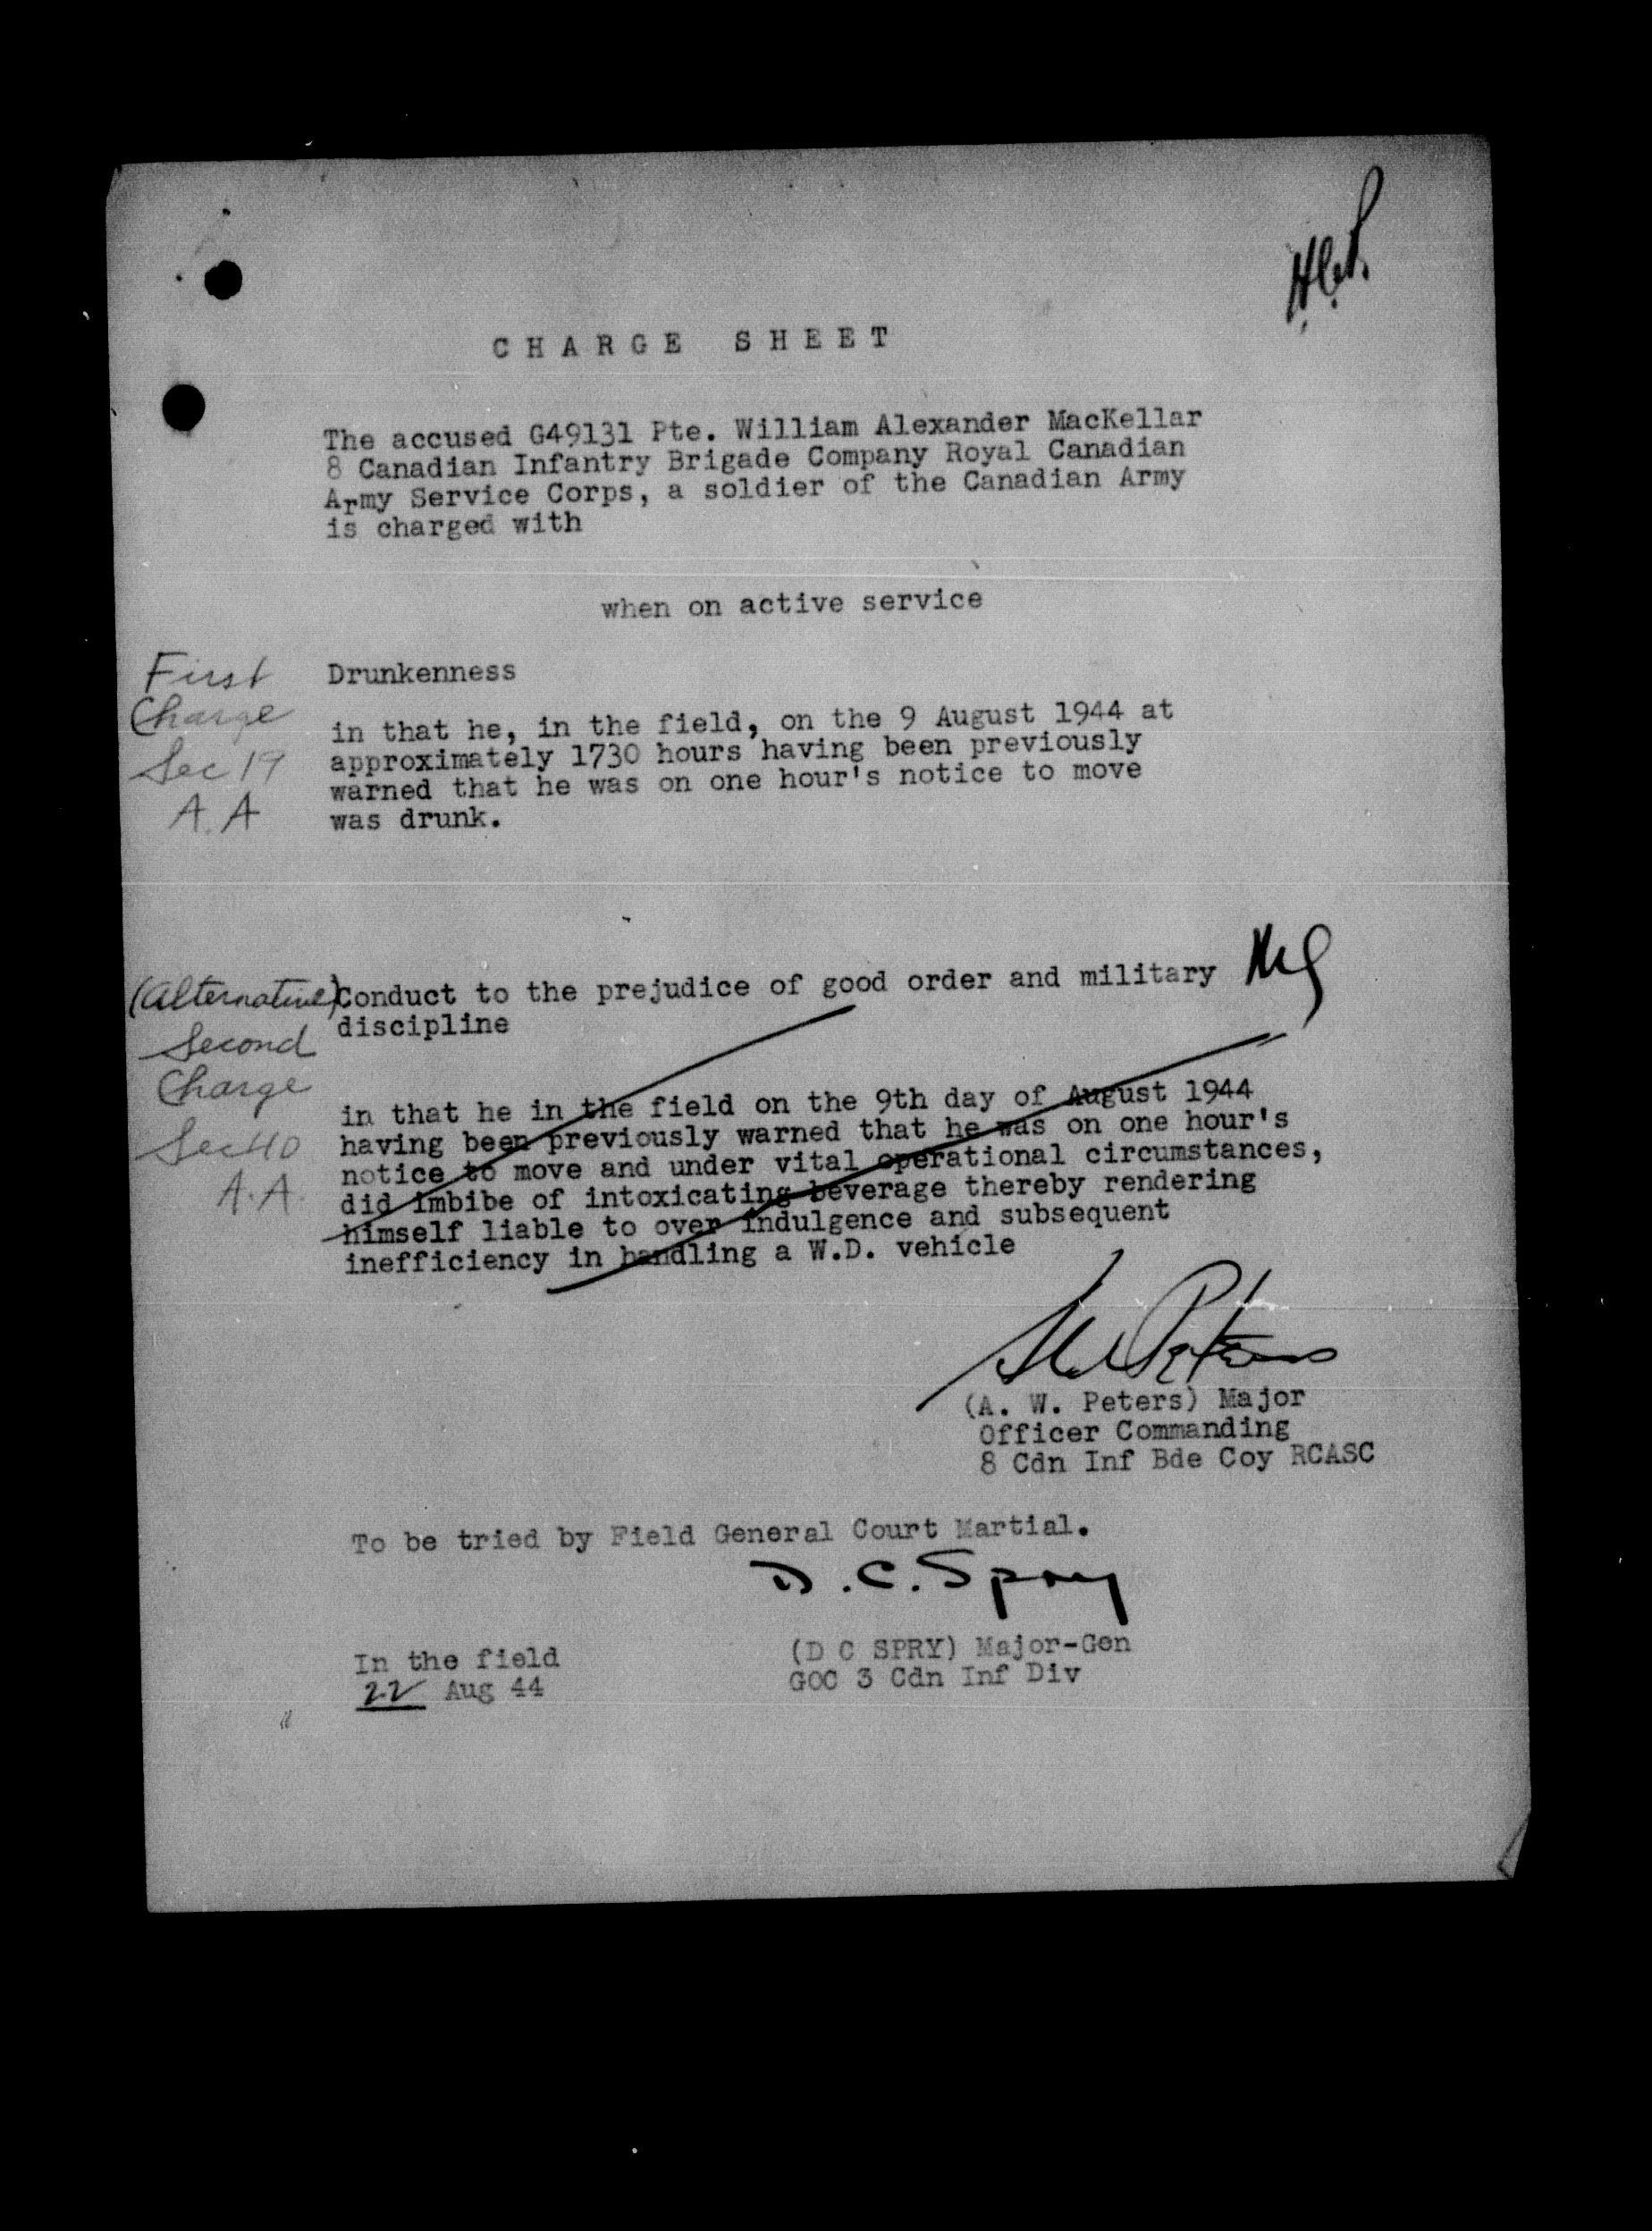 CHARGE SHEET
The accused G49131 Pte. William Alexander MacKellar
8 Canadian Infantry Brigade Company Royal Canadian
Army Service Corps, a soldier of the Canadian Army
is charged with
when on active service
First
Charge
Sec 19
A.A
Drunkenness
in that he, in the field, on the 9 August 1944 at
approximately 1730 hours having been previously
warned that he was on one hour's notice to move
was drunk.
(Alternative)
Second
Charge
Sec 40
A.A.
Conduct to the prejudice of good order and military
discipline
in that he in the field on the 9th day of August 1944
having been previously warned that he was on one hour's
notice to move and under vital operational circumstances,
did imbibe of intoxicating beverage thereby rendering
himself liable to over indulgence and subsequent
inefficiency in handling a W.D. vehicle
(A. W. Peters) Major
Officer Commanding
8 Cdn Inf Bde Coy RCASC
To be tried by Field General Court Martial.
D.C. Spry
(D C SPRY) Major-Gen
GOC 3 Cdn Inf Div
In the field
22 Aug 44